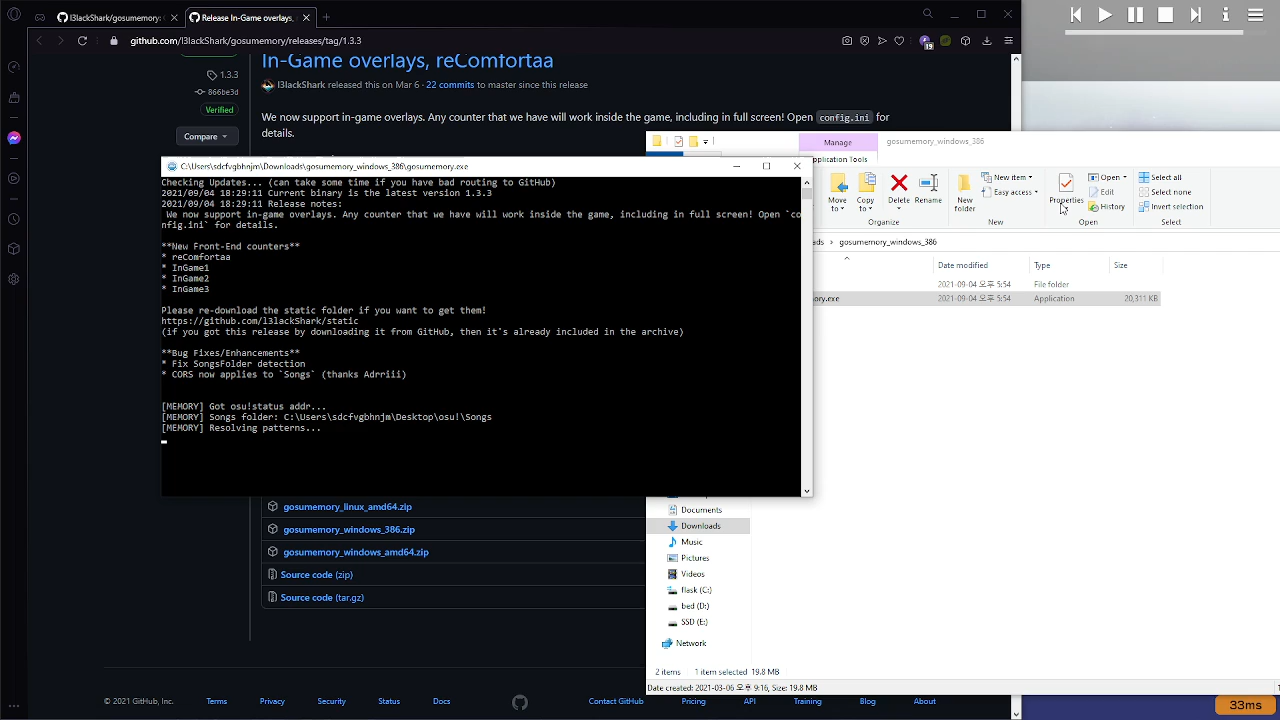 l3lackShark/gosumemory:
Release In-Game overlays,
github.com/l3lackShark/gosumemory/releases/tag/1.3.3
19
In-Game overlays, reComfortaa
1.3.3
l3lackShark released this on Mar 6 · 22 commits to master since this release
866be3d
Verified
We now support in-game overlays. Any counter that we have will work inside the game, including in full screen! Open config.ini for
details.
Compare
C:\Users\sdcfvgbhnjm\Downloads\gosumemory_windows_386\gosumemory.exe
Checking Updates... (can take some time if you have bad routing to GitHub)
2021/09/04 18:29:11 Current binary is the latest version 1.3.3
2021/09/04 18:29:11 Release notes:
We now support in-game overlays. Any counter that we have will work inside the game, including in full screen! Open `co
nfig.ini` for details.
**New Front-End counters**
* reComfortaa
* InGame1
* InGame2
* InGame3
Please re-download the static folder if you want to get them!
https://github.com/l3lackShark/static
(if you got this release by downloading it from GitHub, then it's already included in the archive)
**Bug Fixes/Enhancements**
* Fix SongsFolder detection
* CORS now applies to `Songs` (thanks Adrriii)
[MEMORY] Got osu!status addr...
[MEMORY] Songs folder: C:\Users\sdcfvgbhnjm\Desktop\osu!\Songs
[MEMORY] Resolving patterns...
gosumemory_linux_amd64.zip
gosumemory_windows_386.zip
gosumemory_windows_amd64.zip
Source code (zip)
Source code (tar.gz)
© 2021 GitHub, Inc.
Terms
Privacy
Security
Status
Docs
Contact GitHub
Pricing
API
Training
Blog
About
Manage
gosumemory_windows_386
pplication Tools
Move to
Copy to
Delete
Rename
New folder
New item
Easy access
Properties
Open
Edit
History
Select all
Select none
Invert selection
Organize
New
Open
Select
ads › gosumemory_windows_386
Date modified
Type
Size
2021-09-04 오후 5:54
File folder
ory.exe
2021-09-04 오후 5:54
Application
20,311 KB
Documents
Downloads
Music
Pictures
Videos
flask (C:)
bed (D:)
SSD (E:)
Network
2 items
1 item selected 19.8 MB
Date created: 2021-03-06 오후 9:16, Size: 19.8 MB
33ms